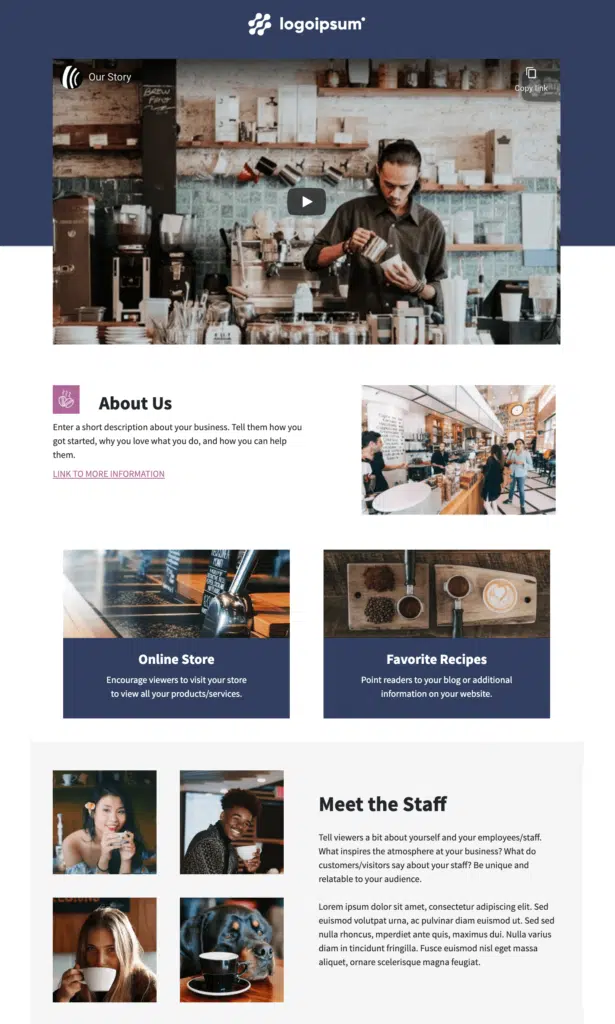 logoipsum
Our Story
Copy link
BREW
About Us
Enter a short description about your business. Tell them how you
got started, why you love what you do, and how you can help
them.
LINK TO MORE INFORMATION
Online Store
Encourage viewers to visit your store
to view all your products/services.
Favorite Recipes
Point readers to your blog or additional
information on your website.
Meet the Staff
Tell viewers a bit about yourself and your employees/staff.
What inspires the atmosphere at your business? What do
customers/visitors say about your staff? Be unique and
relatable to your audience.
Lorem ipsum dolor sit amet, consectetur adipiscing elit. Sed
euismod volutpat urna, ac pulvinar diam euismod ut. Sed sed
nulla rhoncus, mperdiet ante quis, maximus dui. Nulla varius
diam in tincidunt fringilla. Fusce euismod nisl eget massa
aliquet, ornare scelerisque magna feugiat.